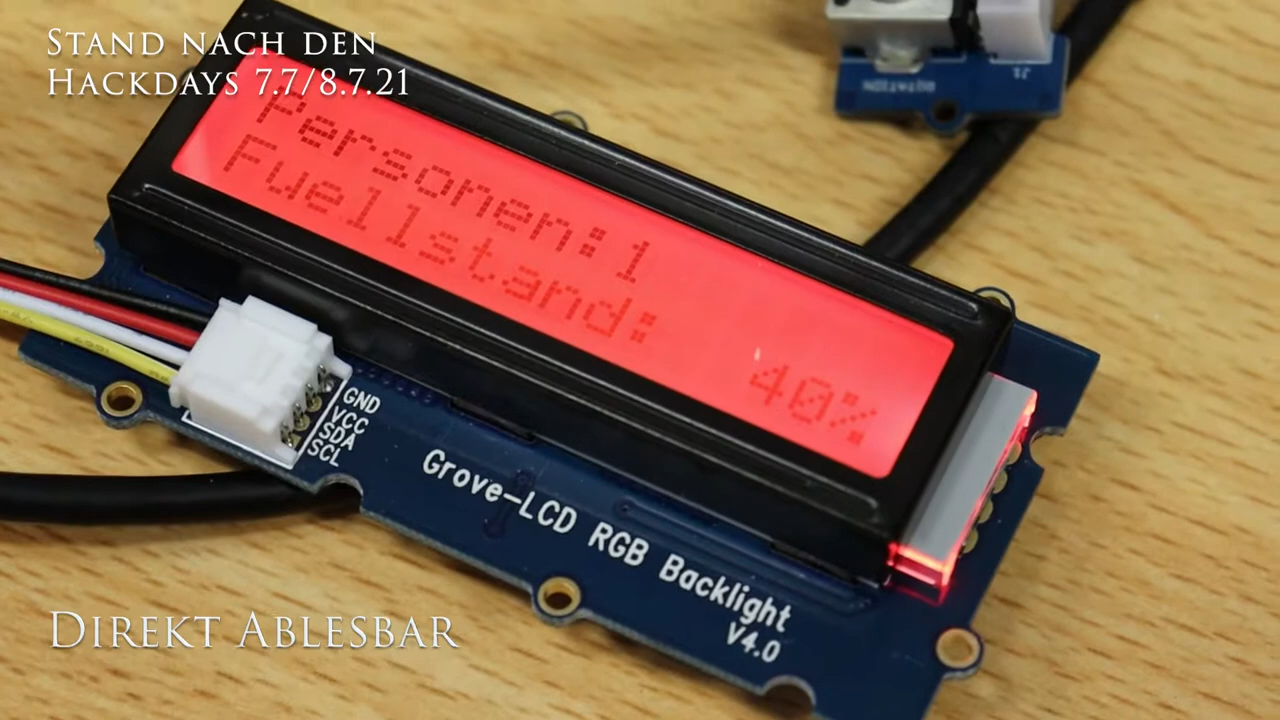 Stand nach den
Hackdays 7.7/8.7.21
Personen:1
Fuellstand:
40%
GND
VCC
SDA
SCL
Grove-LCD RGB Backlight
V4.0
J1
Direkt Ablesbar